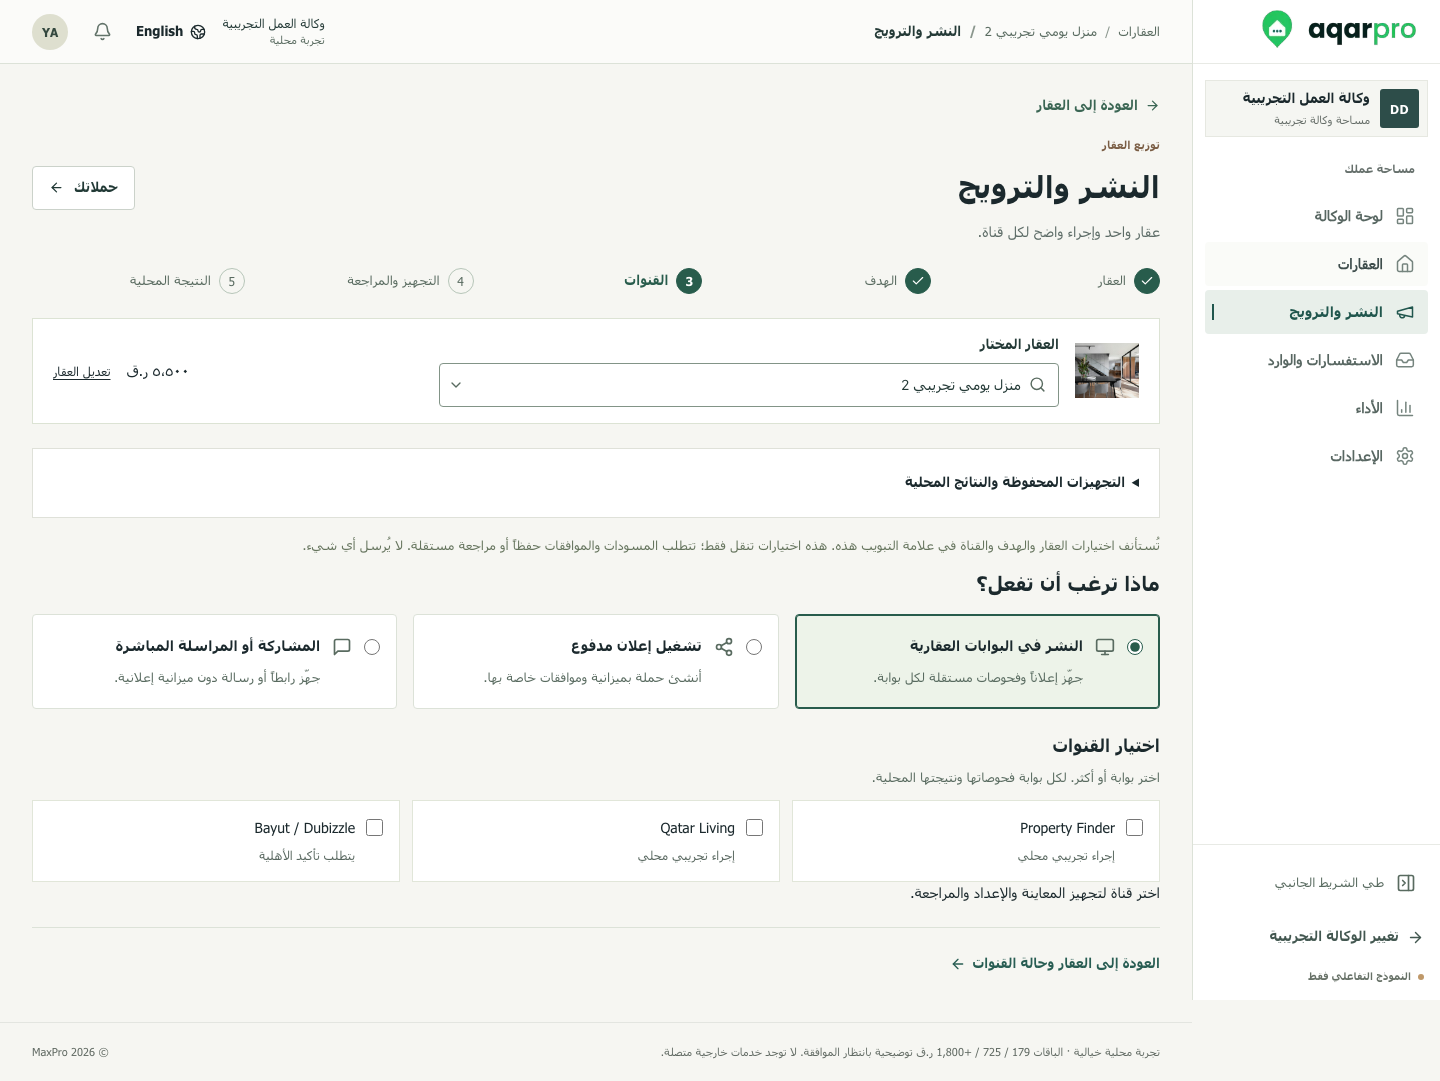 aqarpro
وكالة العمل التجريبية
مساحة وكالة تجريبية
DD
مساحة عملك
لوحة الوكالة
العقارات
النشر والترويج
الاستفسارات والوارد
الأداء
الإعدادات
طي الشريط الجانبي
تغيير الوكالة التجريبية
النموذج التفاعلي فقط
العقارات / منزل يومي تجريبي 2 / النشر والترويج
وكالة العمل التجريبية
تجربة محلية
English
YA
العودة إلى العقار
توزيع العقار
النشر والترويج
حملاتك
عقار واحد وإجراء واضح لكل قناة.
العقار
الهدف
3 القنوات
4 التجهيز والمراجعة
5 النتيجة المحلية
العقار المختار
منزل يومي تجريبي 2
٥٬٥٠٠ ر.ق
تعديل العقار
التجهيزات المحفوظة والنتائج المحلية
تُستأنف اختيارات العقار والهدف والقناة في علامة التبويب هذه. هذه اختيارات تنقل فقط؛ تتطلب المسودات والموافقات حفظاً أو مراجعة مستقلة. لا يُرسل أي شيء.
ماذا ترغب أن تفعل؟
النشر في البوابات العقارية
جهّز إعلاناً وفحوصات مستقلة لكل بوابة.
تشغيل إعلان مدفوع
أنشئ حملة بميزانية وموافقات خاصة بها.
المشاركة أو المراسلة المباشرة
جهّز رابطاً أو رسالة دون ميزانية إعلانية.
اختيار القنوات
اختر بوابة أو أكثر. لكل بوابة فحوصاتها ونتيجتها المحلية.
Property Finder
إجراء تجريبي محلي
Qatar Living
إجراء تجريبي محلي
Bayut / Dubizzle
يتطلب تأكيد الأهلية
اختر قناة لتجهيز المعاينة والإعداد والمراجعة.
العودة إلى العقار وحالة القنوات
تجربة محلية خيالية · الباقات 179 / 725 / +1,800 ر.ق توضيحية بانتظار الموافقة. لا توجد خدمات خارجية متصلة.
© 2026 MaxPro